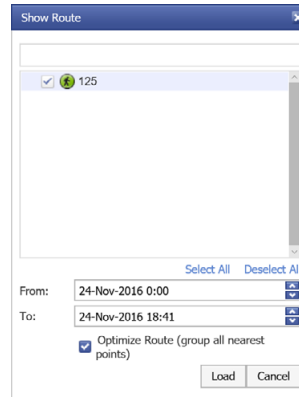 Show Route
125
Select All Deselect Al
From: 24-Nov-2016 0:00
To: 24-Nov-2016 18:41
Optimize Route (group all nearest
points)
Load Cancel